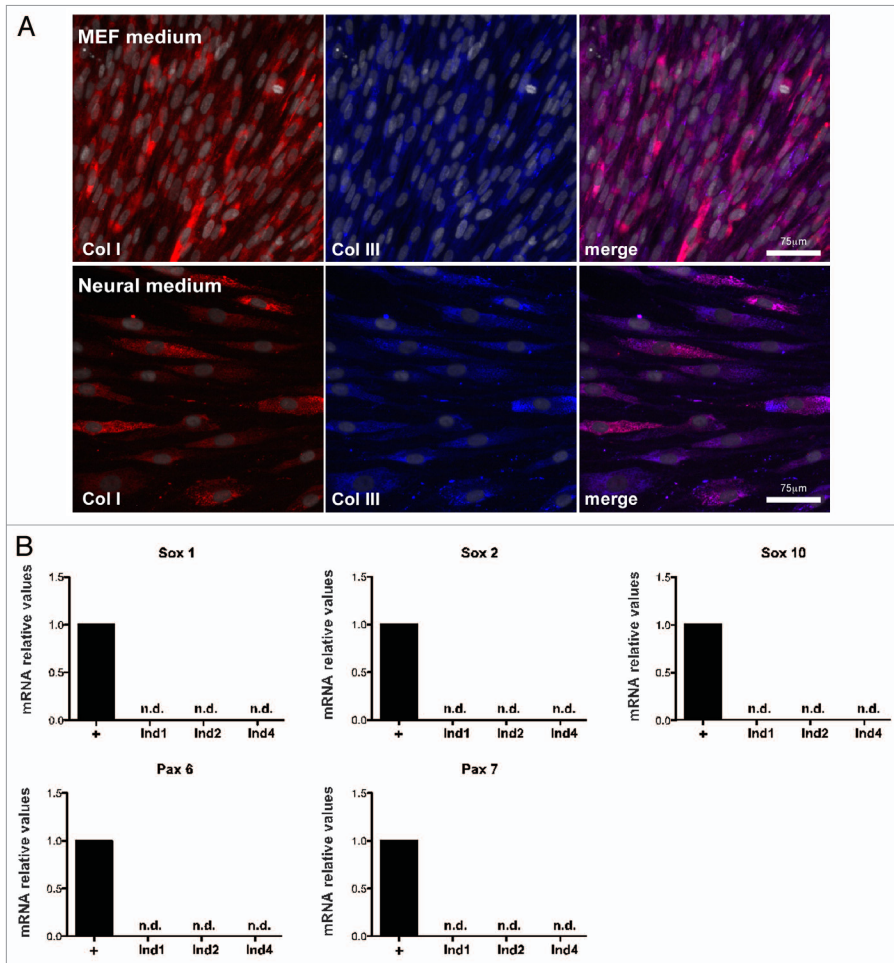 A
MEF medium
Col I
Col III
merge
75μm
Neural medium
Col I
Col III
merge
75μm
B
Sox 1
mRNA relative values
1.5
1.0
0.5
0.0
n.d. n.d. n.d.
+ Ind1 Ind2 Ind4
Sox 2
mRNA relative values
1.5
1.0
0.5
0.0
n.d. n.d. n.d.
+ Ind1 Ind2 Ind4
Sox 10
mRNA relative values
1.5
1.0
0.5
0.0
n.d. n.d. n.d.
+ Ind1 Ind2 Ind4
Pax 6
mRNA relative values
1.5
1.0
0.5
0.0
n.d. n.d. n.d.
+ Ind1 Ind2 Ind4
Pax 7
mRNA relative values
1.5
1.0
0.5
0.0
n.d. n.d. n.d.
+ Ind1 Ind2 Ind4